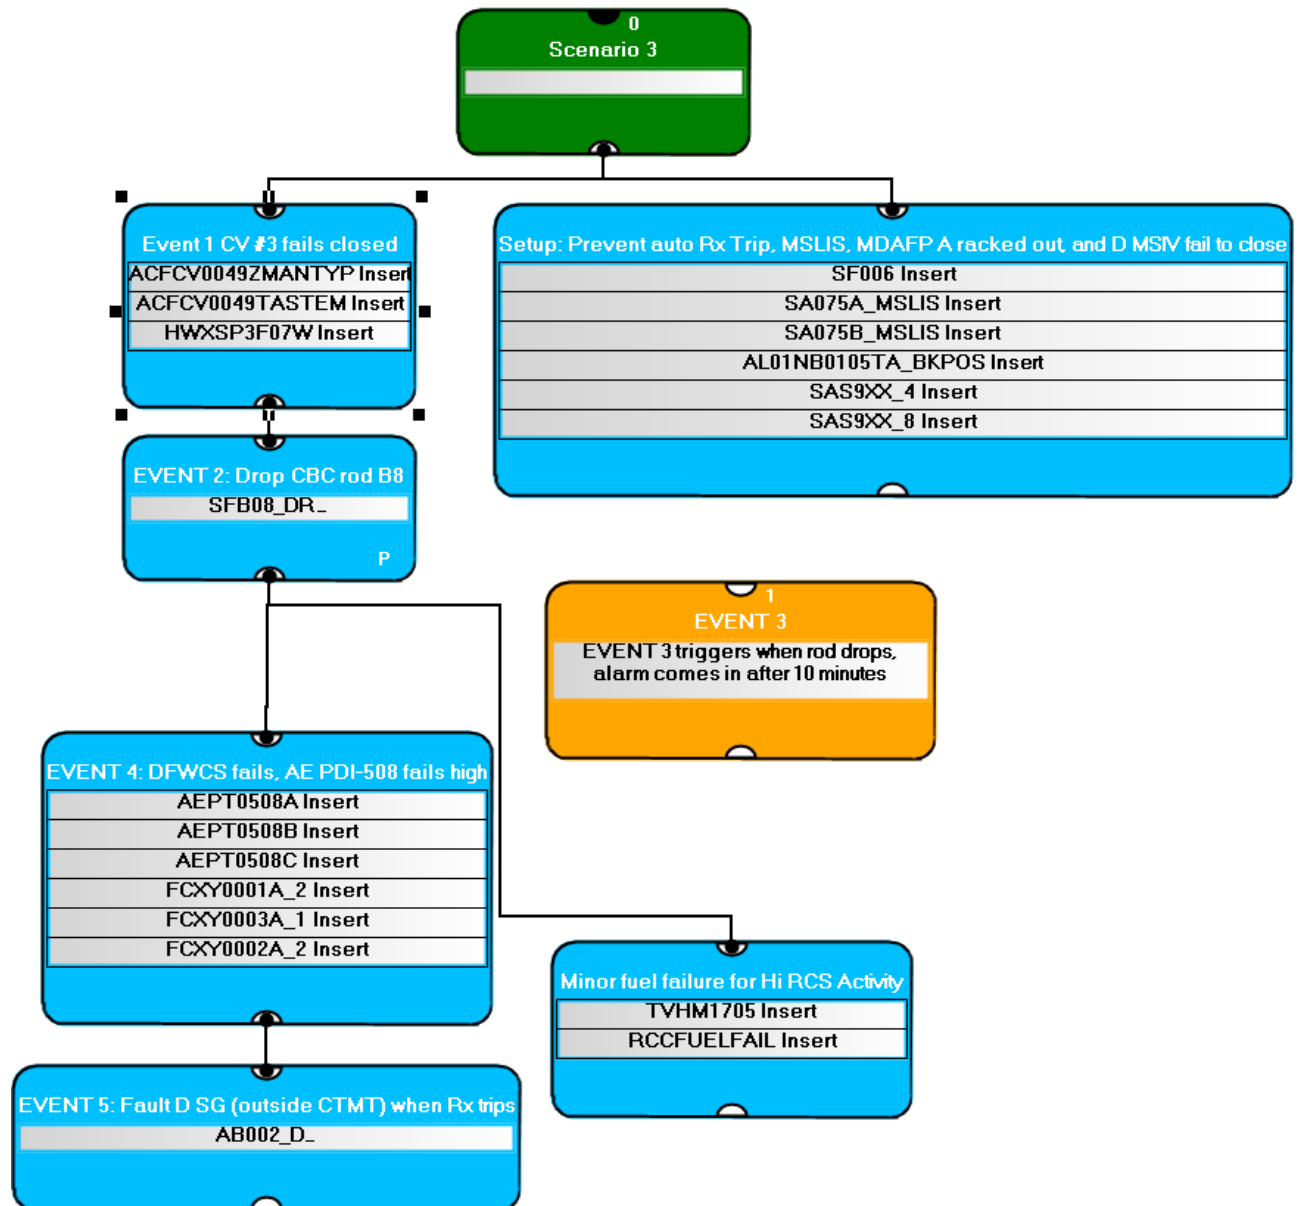 0
Scenario 3
Event 1 CV #3 fails closed
ACFCV0049ZMANTYP Insert
ACFCV0049TASTEM Insert
HWXSP3F07W Insert
Setup: Prevent auto Rx Trip, MSLIS, MDAFP A racked out, and D MSIV fail to close
SF006 Insert
SA075A_MSLIS Insert
SA075B_MSLIS Insert
AL01NB0105TA_BKPOS Insert
SAS9XX_4 Insert
SAS9XX_8 Insert
EVENT 2: Drop CBC rod B8
SFB08_DR_
P
1
EVENT 3
EVENT 3 triggers when rod drops,
alarm comes in after 10 minutes
EVENT 4: DFWCS fails, AE PDI-508 fails high
AEPT0508A Insert
AEPT0508B Insert
AEPT0508C Insert
FCXY0001A_2 Insert
FCXY0003A_1 Insert
FCXY0002A_2 Insert
Minor fuel failure for Hi RCS Activity
TVHM1705 Insert
RCCFUELFAIL Insert
EVENT 5: Fault D SG (outside CTMT) when Rx trips
AB002_D_